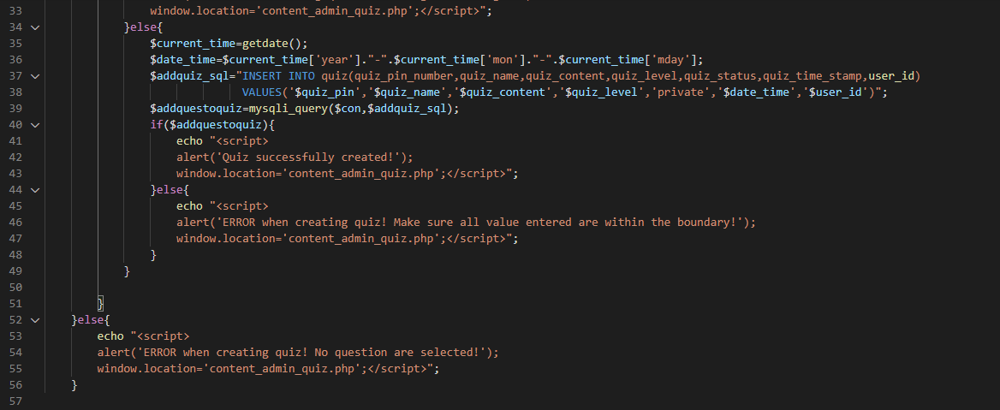 33 window.location='content_admin_quiz.php';</script>";
34 }else{
35 $current_time=getdate();
36 $date_time=$current_time['year']."-".$current_time['mon']."-".$current_time['mday'];
37 $addquiz_sql="INSERT INTO quiz(quiz_pin_number,quiz_name,quiz_content,quiz_level,quiz_status,quiz_time_stamp,user_id)
38 VALUES('$quiz_pin','$quiz_name','$quiz_content','$quiz_level','private','$date_time','$user_id')";
39 $addquestoquiz=mysqli_query($con,$addquiz_sql);
40 if($addquestoquiz){
41 echo "<script>
42 alert('Quiz successfully created!');
43 window.location='content_admin_quiz.php';</script>";
44 }else{
45 echo "<script>
46 alert('ERROR when creating quiz! Make sure all value entered are within the boundary!');
47 window.location='content_admin_quiz.php';</script>";
48 }
49 }
50
51 }
52 }else{
53 echo "<script>
54 alert('ERROR when creating quiz! No question are selected!');
55 window.location='content_admin_quiz.php';</script>";
56 }
57